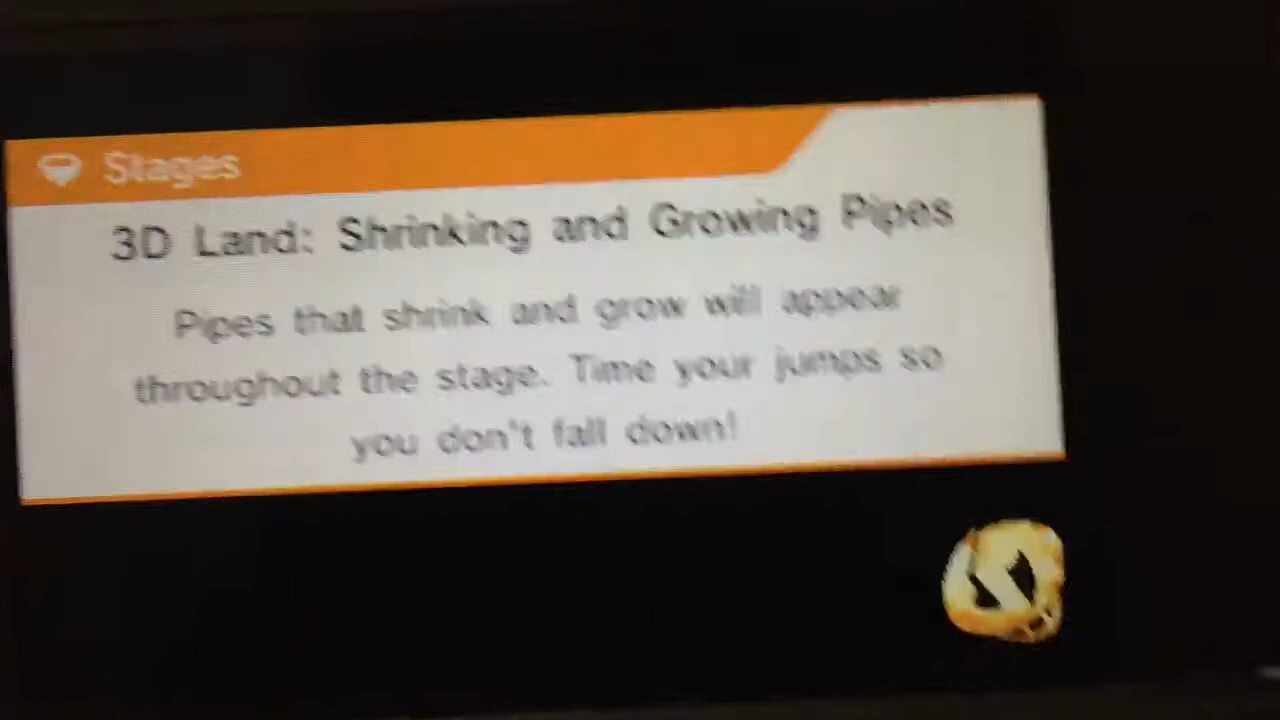 Stages
3D Land: Shrinking and Growing Pipes
Pipes that shrink and grow will appear
throughout the stage. Time your jumps so
you don't fall down!